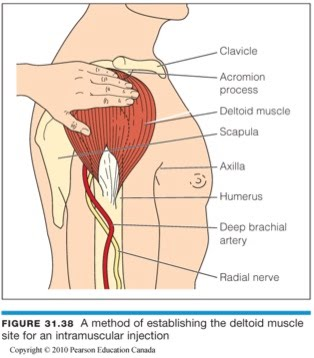 Clavicle
Acromion
process
Deltoid muscle
Scapula
Axilla
Humerus
Deep brachial
artery
Radial nerve
FIGURE 31.38 A method of establishing the deltoid muscle
site for an intramuscular injection
Copyright © 2010 Pearson Education Canada